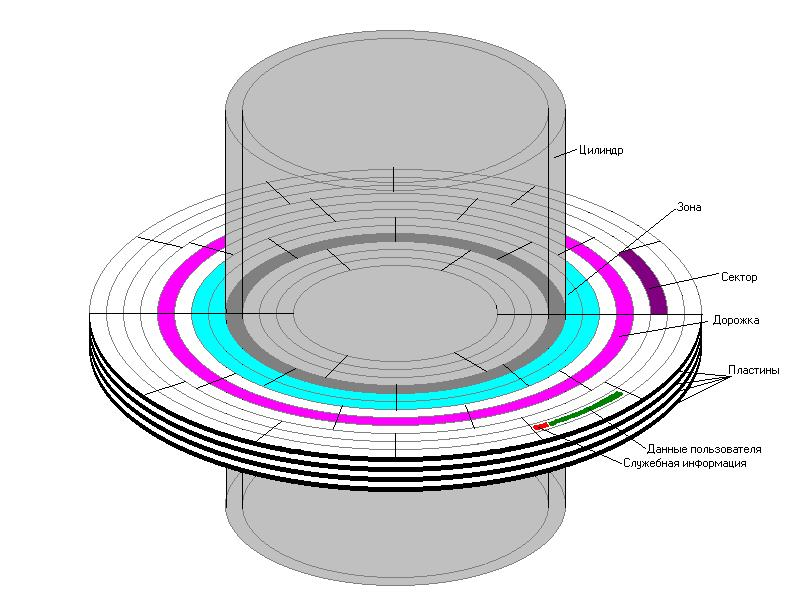 Цилиндр
Зона
Сектор
Дорожка
Пластины
Данные пользователя
Служебная информация